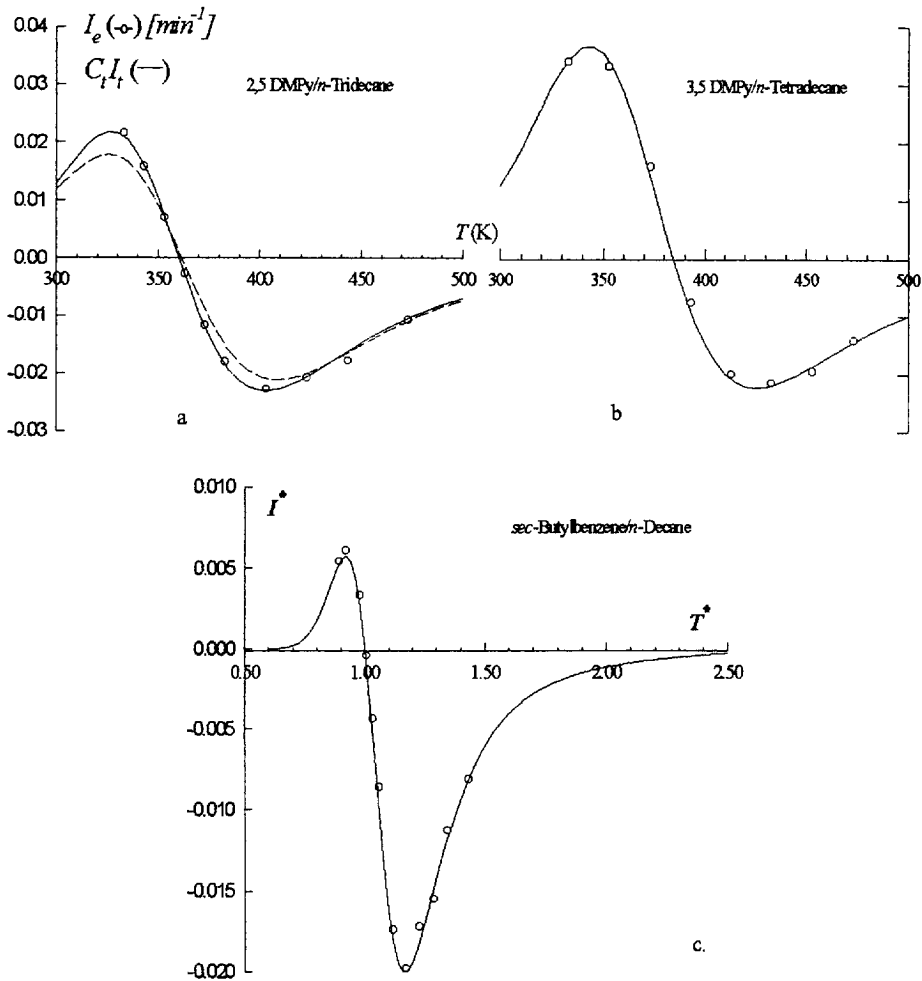 I_e (-o-) [min⁻¹]
C_tI_t (—)
2,5 DMPy/n-Tridecane
3,5 DMPy/n-Tetradecane
0.04
0.03
0.02
0.01
0.00
-0.01
-0.02
-0.03
300 350 400 450 500
T(K)
300 350 400 450 500
a
b
0.010
0.005
0.000
-0.005
-0.010
-0.015
-0.020
I*
sec-Butylbenzene/n-Decane
T*
0.50 1.00 1.50 2.00 2.50
c.